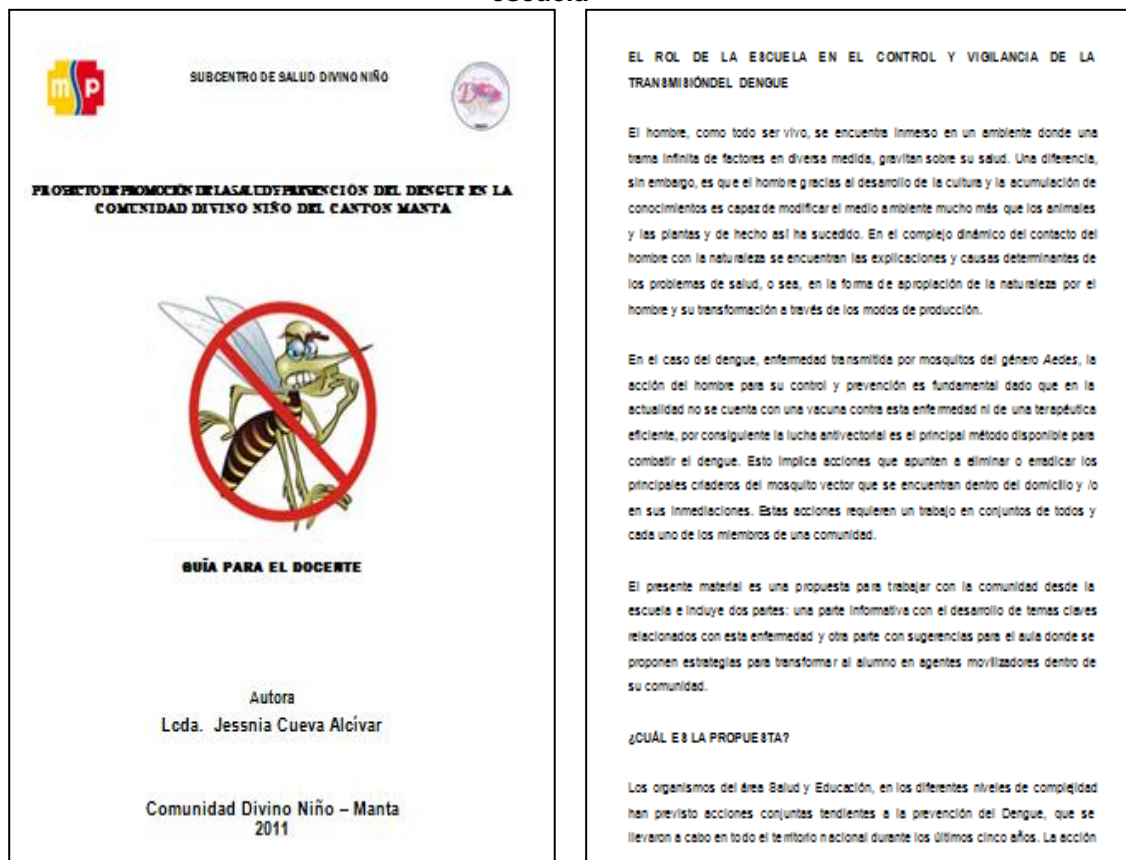 escuela
msp
SUBCENTRO DE SALUD DIVINO NIÑO
PROYECTO DE PROMOCIÓN DE LA SALUD Y PREVENCIÓN DEL DENGUE EN LA
COMUNIDAD DIVINO NIÑO DEL CANTON MANTA
GUÏA PARA EL DOCENTE
Autora
Lcda. Jessnia Cueva Alcívar
Comunidad Divino Niño – Manta
2011
EL ROL DE LA ESCUELA EN EL CONTROL Y VIGILANCIA DE LA
TRANSMISIÓNDEL DENGUE
El hombre, como todo ser vivo, se encuentra inmerso en un ambiente donde una
trama infinita de factores en diversa medida, gravitan sobre su salud. Una diferencia,
sin embargo, es que el hombre gracias al desarrollo de la cultura y la acumulación de
conocimientos es capaz de modificar el medio ambiente mucho más que los animales
y las plantas y de hecho así ha sucedido. En el complejo dinámico del contacto del
hombre con la naturaleza se encuentran las explicaciones y causas determinantes de
los problemas de salud, o sea, en la forma de apropiación de la naturaleza por el
hombre y su transformación a través de los modos de producción.
En el caso del dengue, enfermedad transmitida por mosquitos del género Aedes, la
acción del hombre para su control y prevención es fundamental dado que en la
actualidad no se cuenta con una vacuna contra esta enfermedad ni de una terapéutica
eficiente, por consiguiente la lucha antivectorial es el principal método disponible para
combatir el dengue. Esto implica acciones que apunten a eliminar o erradicar los
principales criaderos del mosquito vector que se encuentran dentro del domicilio y /o
en sus inmediaciones. Estas acciones requieren un trabajo en conjuntos de todos y
cada uno de los miembros de una comunidad.
El presente material es una propuesta para trabajar con la comunidad desde la
escuela e incluye dos partes: una parte informativa con el desarrollo de temas claves
relacionados con esta enfermedad y otra parte con sugerencias para el aula donde se
proponen estrategias para transformar al alumno en agentes movilizadores dentro de
su comunidad.
¿CUÁL ES LA PROPUESTA?
Los organismos del área Salud y Educación, en los diferentes niveles de complejidad
han previsto acciones conjuntas tendientes a la prevención del Dengue, que se
llevaron a cabo en todo el territorio nacional durante los últimos cinco años. La acción